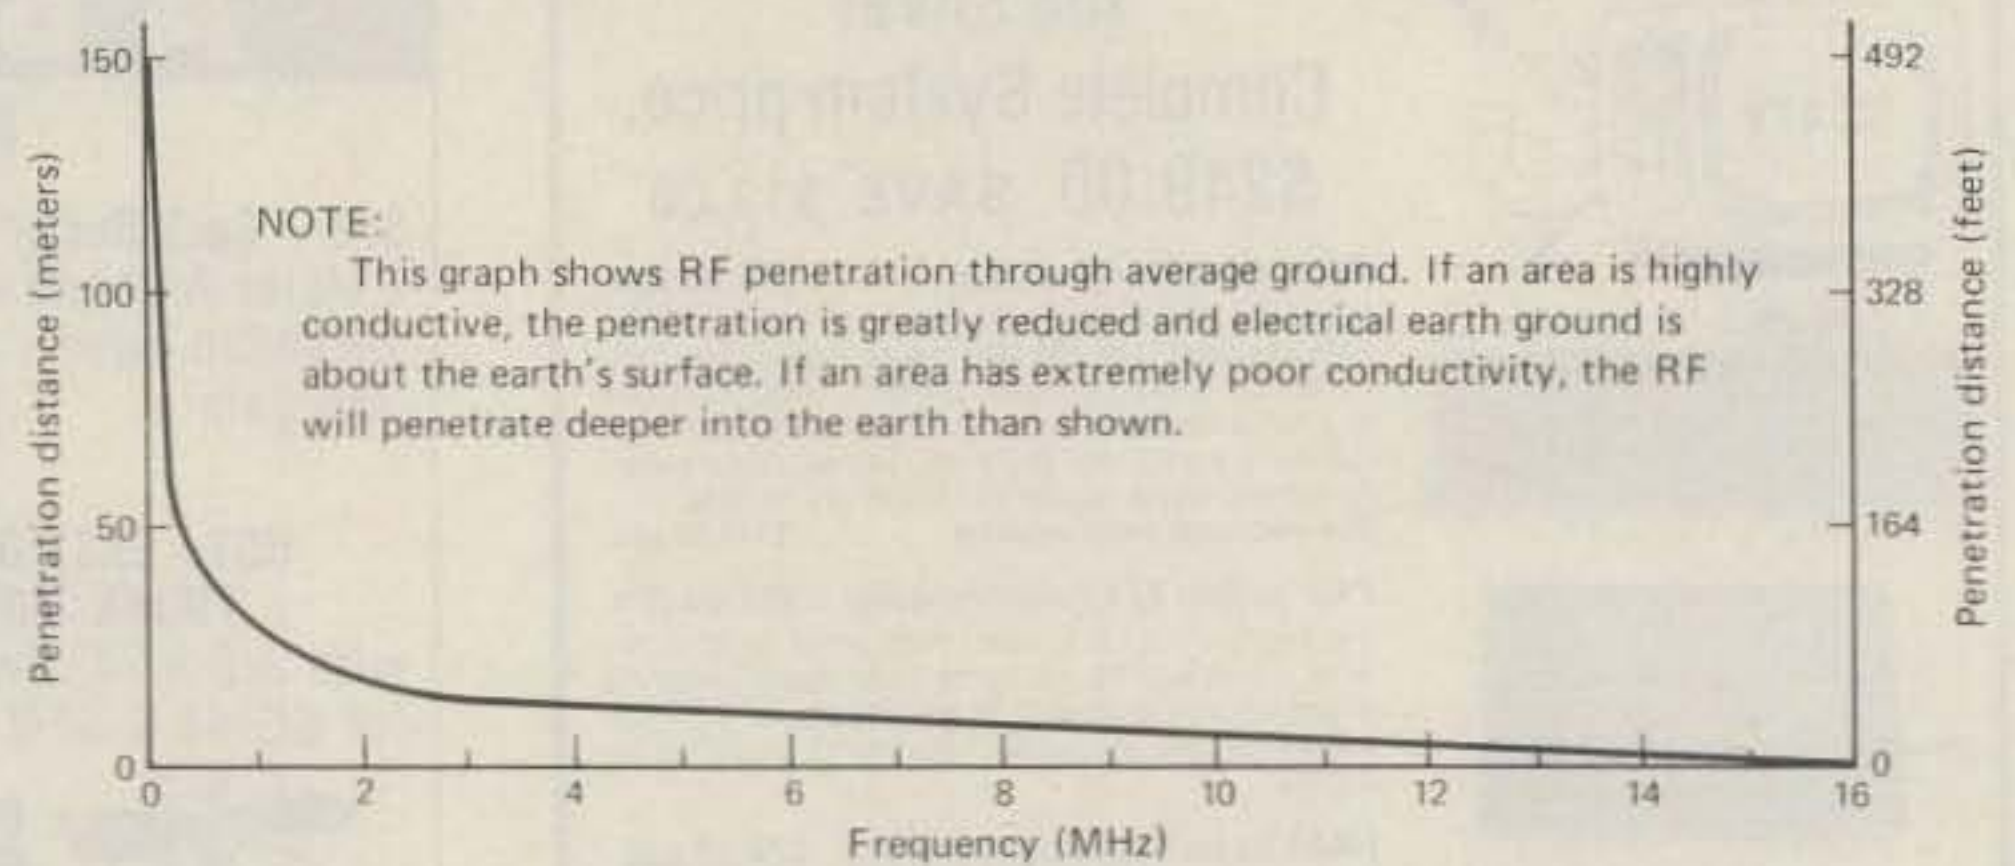 150
100
50
0
Penetration distance (meters)
NOTE:
This graph shows RF penetration through average ground. If an area is highly
conductive, the penetration is greatly reduced and electrical earth ground is
about the earth's surface. If an area has extremely poor conductivity, the RF
will penetrate deeper into the earth than shown.
492
328
164
0
Penetration distance (feet)
0 2 4 6 8 10 12 14 16
Frequency (MHz)